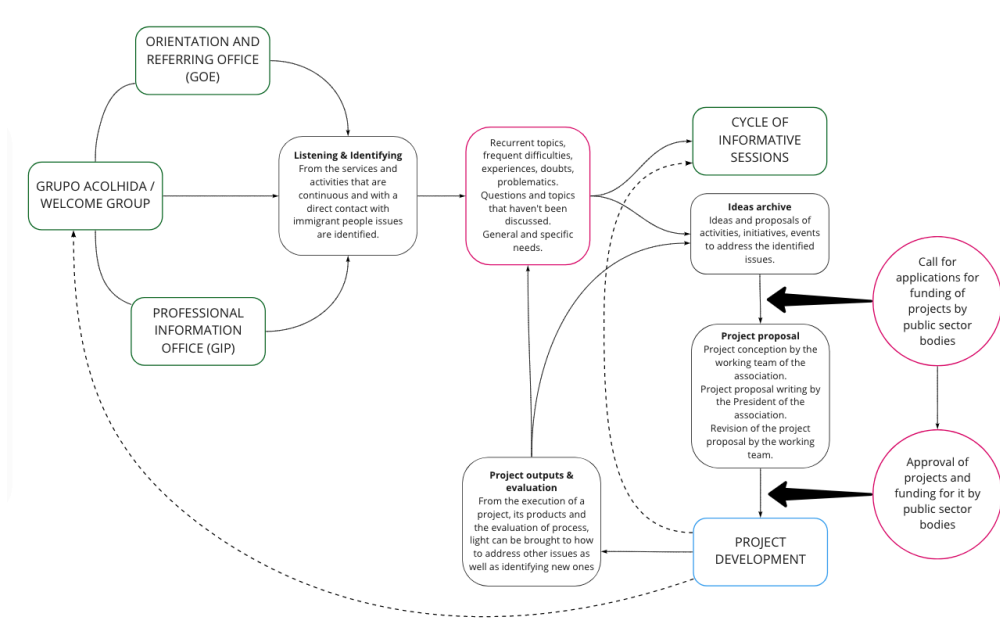 ORIENTATION AND
REFERRING OFFICE
(GOE)
GRUPO ACOLHIDA /
WELCOME GROUP
PROFESSIONAL
INFORMATION
OFFICE (GIP)
Listening & Identifying
From the services and
activities that are
continuous and with a
direct contact with
immigrant people issues
are identified.
Recurrent topics,
frequent difficulties,
experiences, doubts,
problematics.
Questions and topics
that haven't been
discussed.
General and specific
needs.
CYCLE OF
INFORMATIVE
SESSIONS
Ideas archive
Ideas and proposals of
activities, initiatives, events
to address the identified
issues.
Call for
applications for
funding of
projects by
public sector
bodies
Project proposal
Project conception by the
working team of the
association.
Project proposal writing by
the President of the
association.
Revision of the project
proposal by the working
team.
Approval of
projects and
funding for it by
public sector
bodies
PROJECT
DEVELOPMENT
Project outputs &
evaluation
From the execution of a
project, its products and
the evaluation of process,
light can be brought to how
to address other issues as
well as identifying new ones